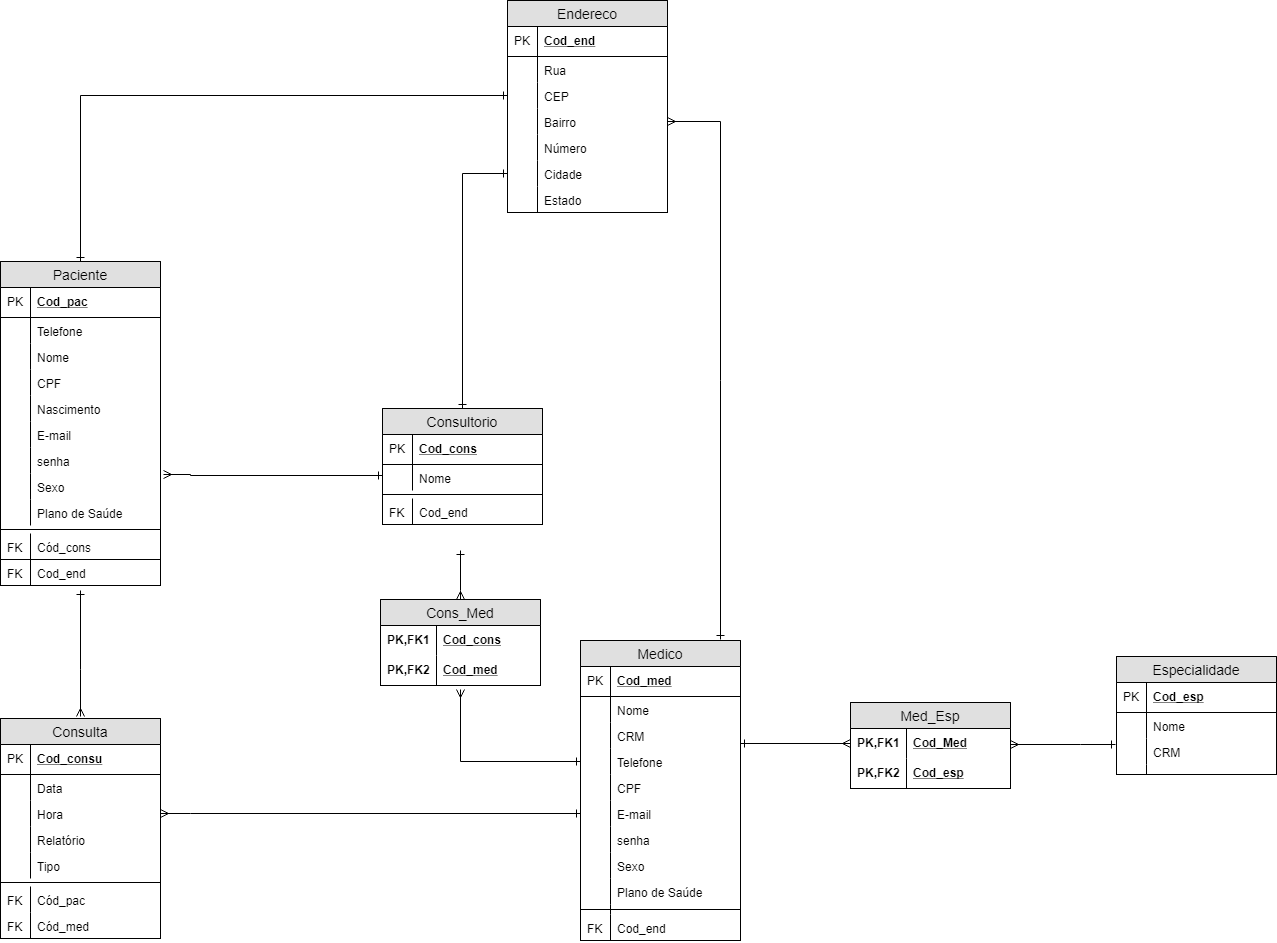 Endereco
PK Cod_end
Rua
CEP
Bairro
Número
Cidade
Estado
Paciente
PK Cod_pac
Telefone
Nome
CPF
Nascimento
E-mail
senha
Sexo
Plano de Saúde
FK Cód_cons
FK Cod_end
Consultorio
PK Cod_cons
Nome
FK Cod_end
Cons_Med
PK,FK1 Cod_cons
PK,FK2 Cod_med
Medico
PK Cod_med
Nome
CRM
Telefone
CPF
E-mail
senha
Sexo
Plano de Saúde
FK Cod_end
Med_Esp
PK,FK1 Cod_Med
PK,FK2 Cod_esp
Especialidade
PK Cod_esp
Nome
CRM
Consulta
PK Cod_consu
Data
Hora
Relatório
Tipo
FK Cód_pac
FK Cód_med